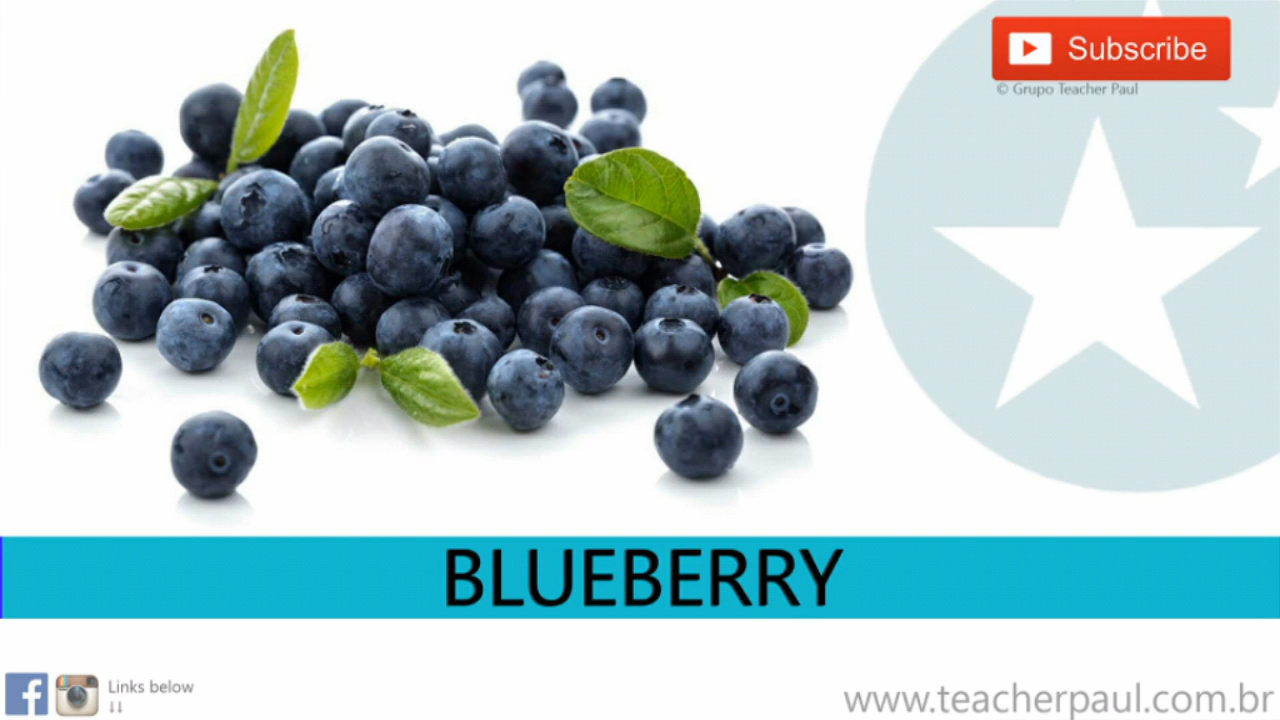 Subscribe
© Grupo Teacher Paul
BLUEBERRY
Links below
↓↓
www.teacherpaul.com.br